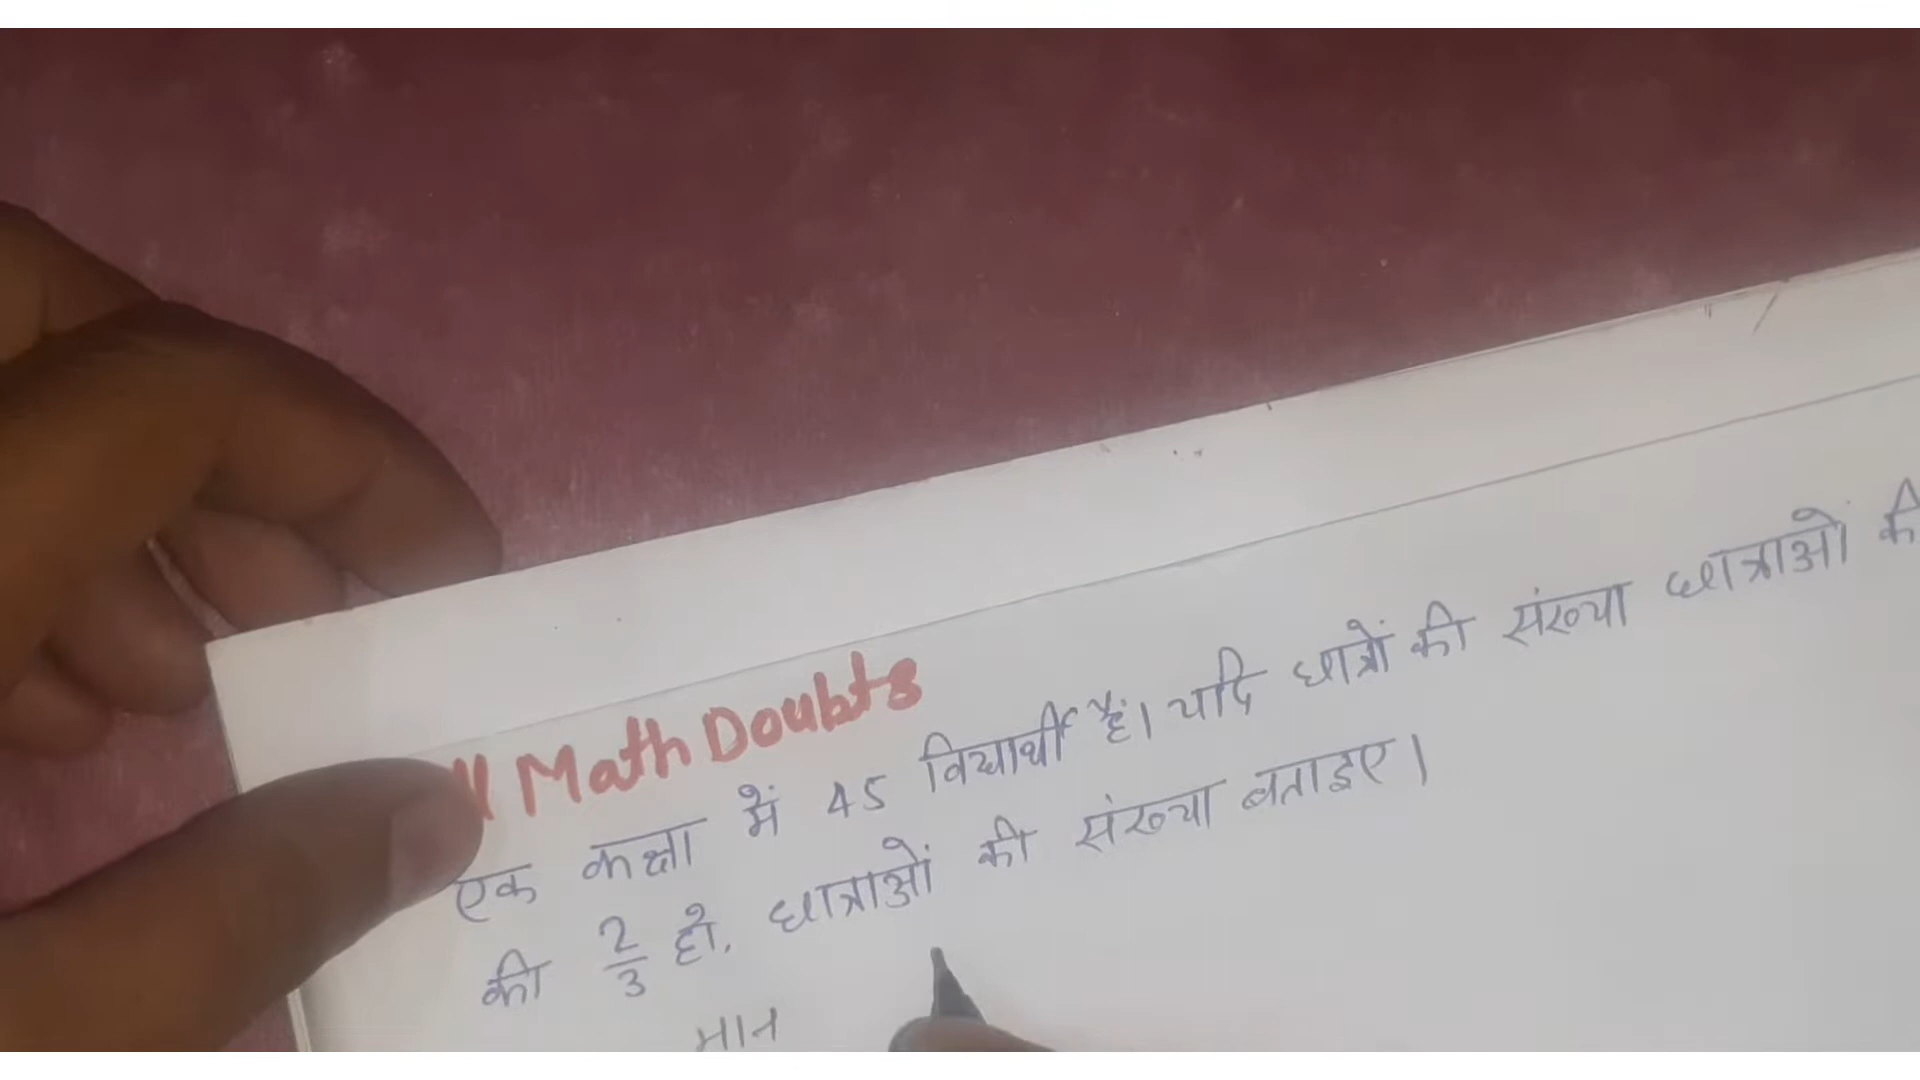 Math Doubts
एक कक्षा में 45 विद्यार्थी हैं। यदि छात्रों की संख्या छात्राओं की
की 2/3 हो, छात्राओं की संख्या बताइए।
मान